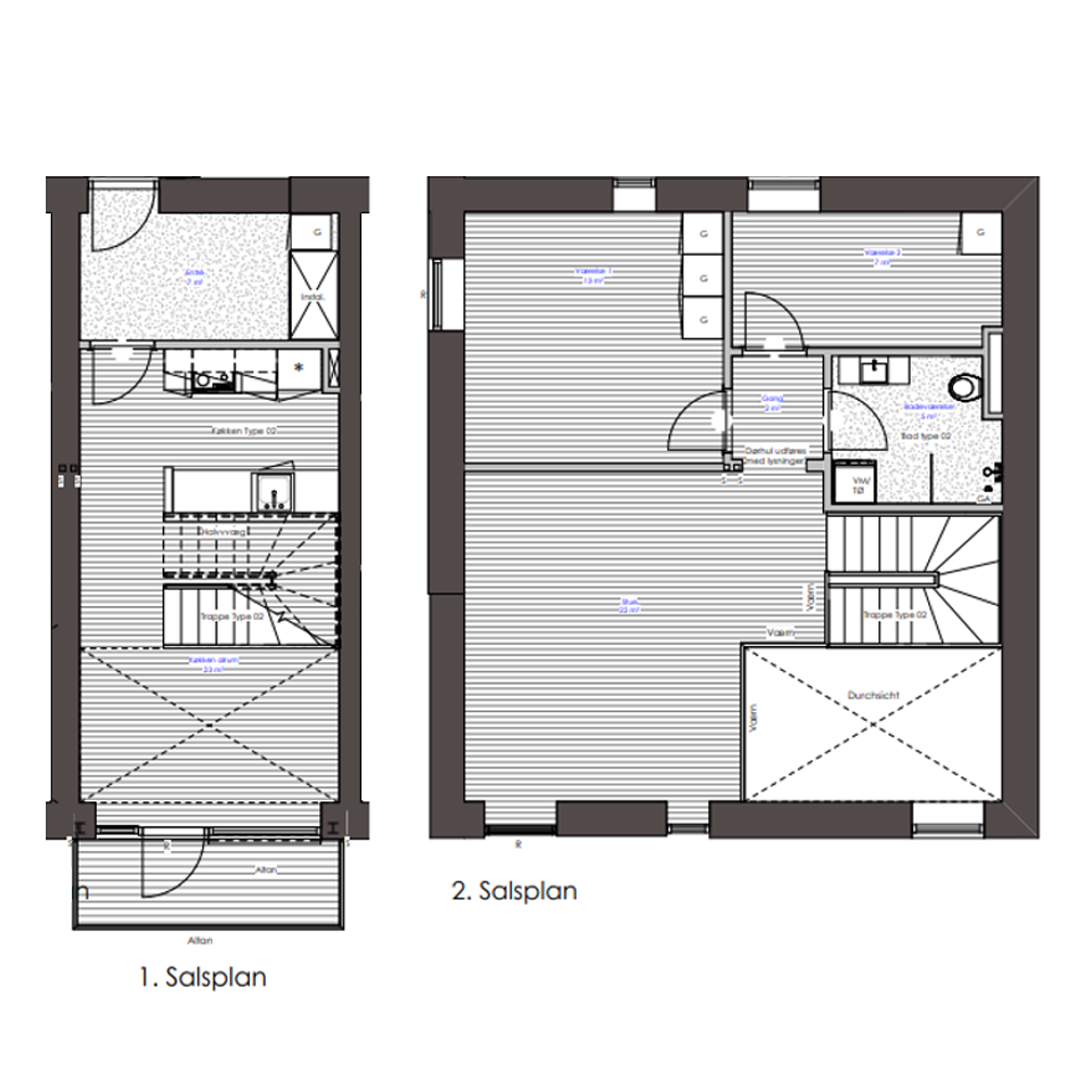 G
Entré
7 m²
Instal.
*
Køkken Type 02
Halvvæg
Trappe Type 02
Køkken alrum
23 m²
S
R
S
Altan
n
Altan
1. Salsplan
G
G
G
Værelse 1
13 m²
G
Værelse 2
7 m²
R
Gang
2 m²
Badeværelse
5 m²
Bad type 02
Dørhul udføres
med lysninger
S
S
VM/
TØ
GA
Stue
22 m²
Værn
Trappe Type 02
Værn
Værn
Durchsicht
R
2. Salsplan